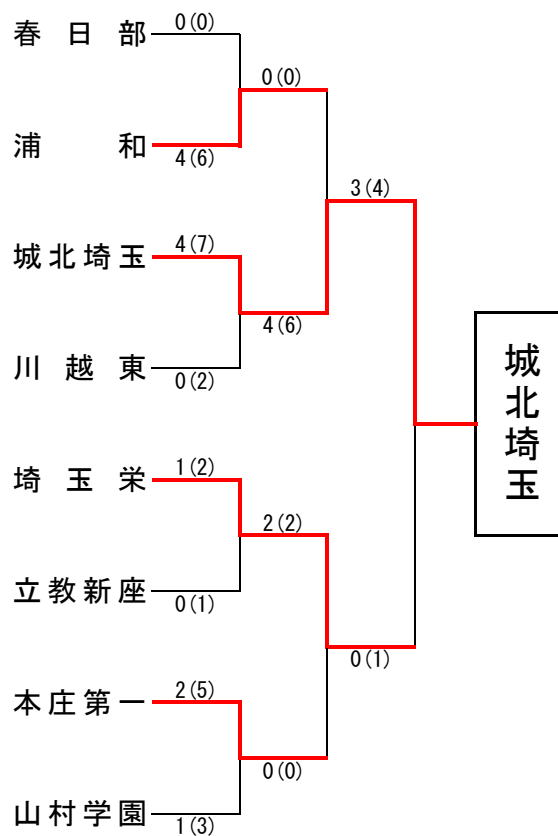 春日部
0(0)
0(0)
浦和
4(6)
3(4)
城北埼玉
4(7)
4(6)
川越東
0(2)
城北埼玉
埼玉栄
1(2)
2(2)
立教新座
0(1)
0(1)
本庄第一
2(5)
0(0)
山村学園
1(3)